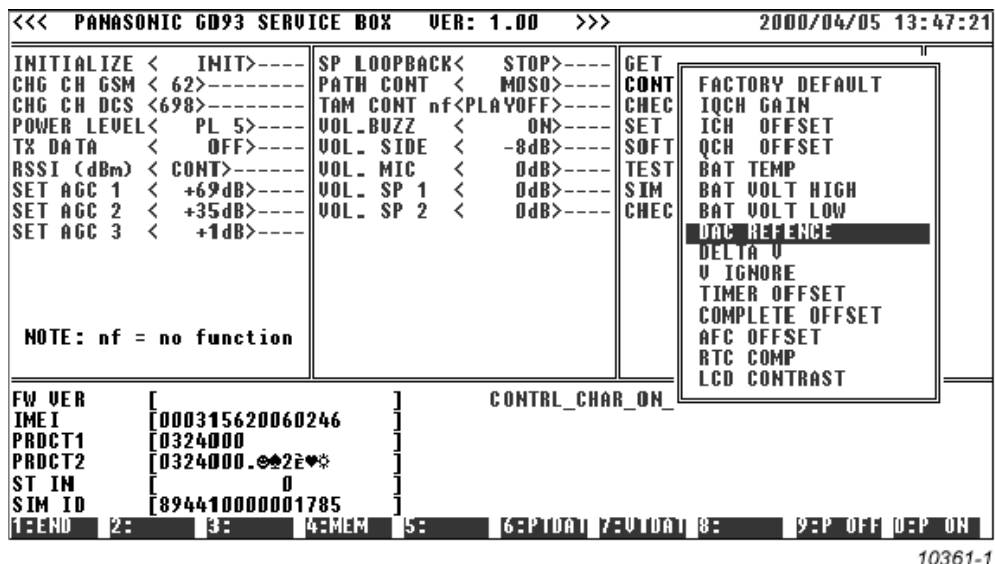 <<< PANASONIC GD93 SERVICE BOX VER: 1.00 >>> 2000/04/05 13:47:21
INITIALIZE < INIT>----
CHG CH GSM < 62>--------
CHG CH DCS <698>--------
POWER LEVEL< PL 5>----
TX DATA < OFF>----
RSSI (dBm) < CONT>------
SET AGC 1 < +69dB>----
SET AGC 2 < +35dB>----
SET AGC 3 < +1dB>----
NOTE: nf = no function
SP LOOPBACK< STOP>----
PATH CONT < M0S0>----
TAM CONT nf<PLAYOFF>----
VOL.BUZZ < ON>----
VOL. SIDE < -8dB>----
VOL. MIC < 0dB>----
VOL. SP 1 < 0dB>----
VOL. SP 2 < 0dB>----
GET
CONT
CHEC
SET
SOFT
TEST
SIM
CHEC
FACTORY DEFAULT
IQCH GAIN
ICH OFFSET
QCH OFFSET
BAT TEMP
BAT VOLT HIGH
BAT VOLT LOW
DAC REFENCE
DELTA V
V IGNORE
TIMER OFFSET
COMPLETE OFFSET
AFC OFFSET
RTC COMP
LCD CONTRAST
FW VER [ ]
IMEI [000315620060246 ]
PRDCT1 [0324000 ]
PRDCT2 [0324000.☻♠2È♥☼ ]
ST IN [ 0 ]
SIM ID [894410000001785 ]
CONTRL_CHAR_ON_
1:END 2: 3: 4:MEM 5: 6:PTDAT 7:VTDAT 8: 9:P OFF 0:P ON
10361-1